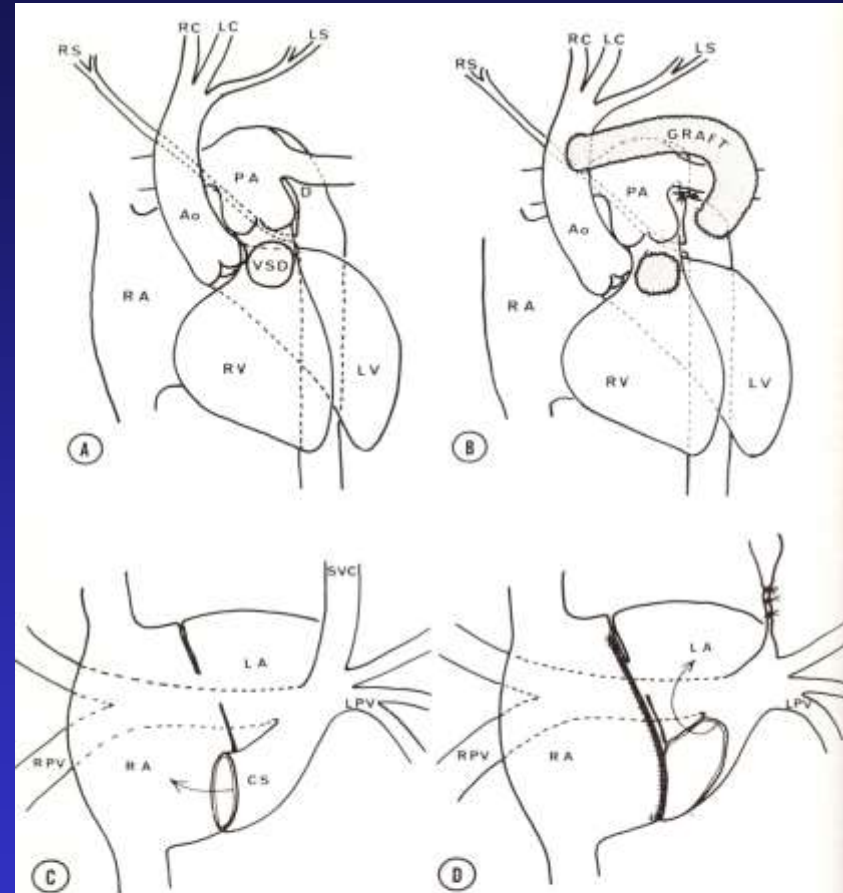 RC LC
RS LS
PA
D
Ao
VSD
RA
RV LV
A
RC LC
RS LS
GRAFT
PA
Ao
RA
RV LV
B
SVC
LA
LPV
RPV RA CS
C
LA
LPV
RPV RA
D